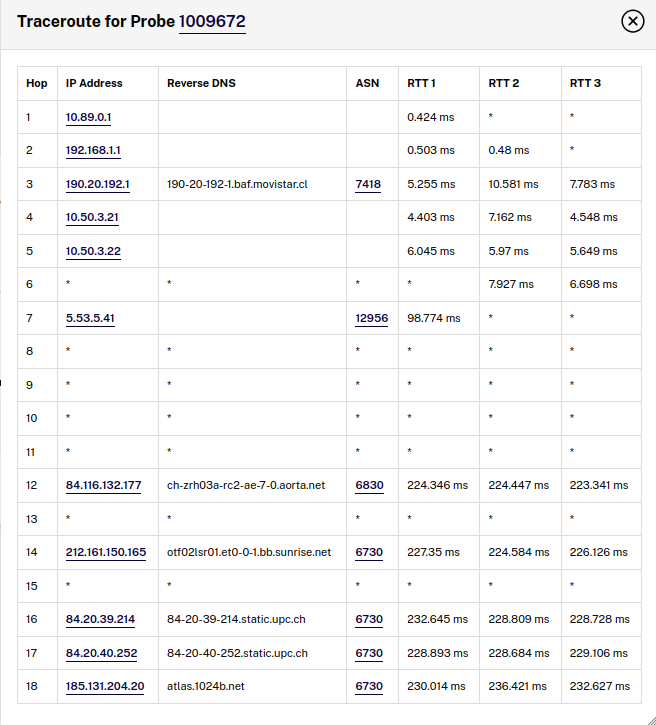 Traceroute for Probe 1009672
Hop IP Address Reverse DNS ASN RTT 1 RTT 2 RTT 3
1 10.89.0.1 0.424 ms * *
2 192.168.1.1 0.503 ms 0.48 ms *
3 190.20.192.1 190-20-192-1.baf.movistar.cl 7418 5.255 ms 10.581 ms 7.783 ms
4 10.50.3.21 4.403 ms 7.162 ms 4.548 ms
5 10.50.3.22 6.045 ms 5.97 ms 5.649 ms
6 * * * * 7.927 ms 6.698 ms
7 5.53.5.41 12956 98.774 ms * *
8 * * * * * *
9 * * * * * *
10 * * * * * *
11 * * * * * *
12 84.116.132.177 ch-zrh03a-rc2-ae-7-0.aorta.net 6830 224.346 ms 224.447 ms 223.341 ms
13 * * * * * *
14 212.161.150.165 otf02lsr01.et0-0-1.bb.sunrise.net 6730 227.35 ms 224.584 ms 226.126 ms
15 * * * * * *
16 84.20.39.214 84-20-39-214.static.upc.ch 6730 232.645 ms 228.809 ms 228.728 ms
17 84.20.40.252 84-20-40-252.static.upc.ch 6730 228.893 ms 228.684 ms 229.106 ms
18 185.131.204.20 atlas.1024b.net 6730 230.014 ms 236.421 ms 232.627 ms